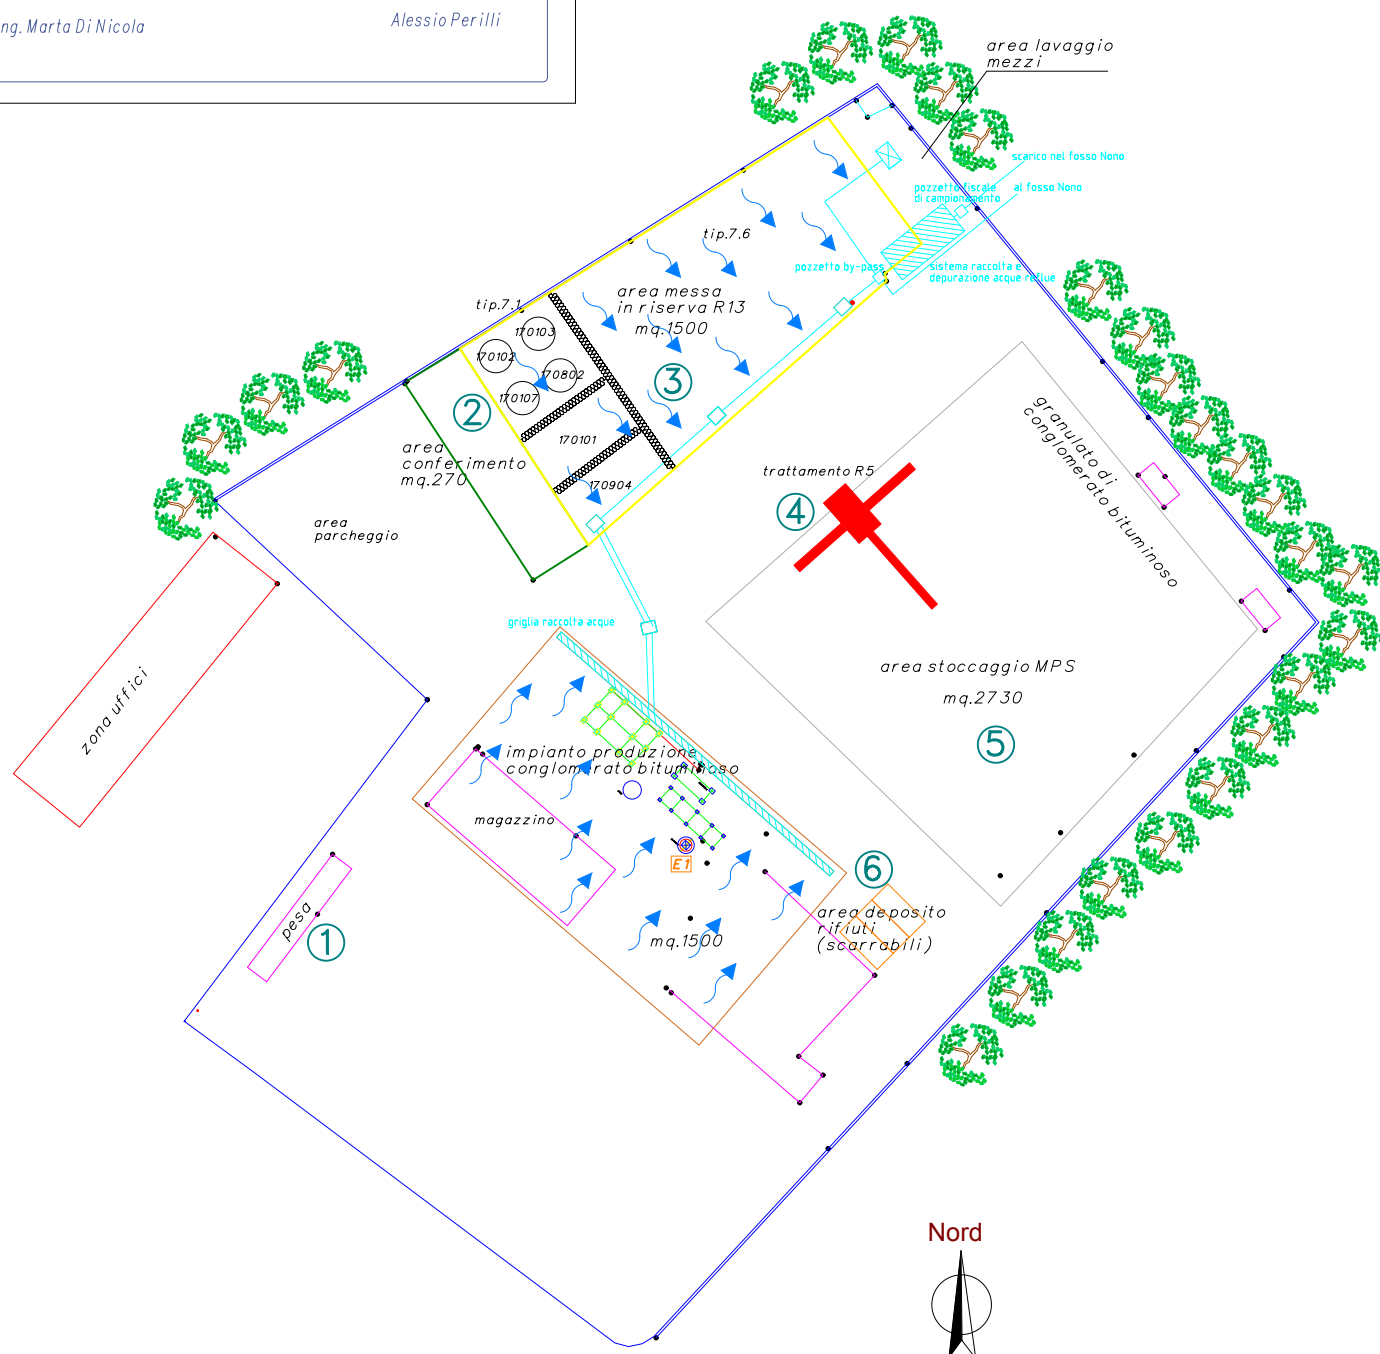 ng. Marta Di Nicola
Alessio Perilli
area lavaggio
mezzi
scarico nel fosso Nono
pozzetto fiscale
di campionamento
al fosso Nono
tip.7.6
pozzetto by-pass
sistema raccolta e
depurazione acque reflue
area messa
in riserva R13
mq.1500
tip.7.1
170103
170102
170802
170107
3
2
area
conferimento
mq.270
170101
170904
granulato di
conglomerato bituminoso
trattamento R5
4
area
parcheggio
griglia raccolta acque
zona uffici
area stoccaggio MPS
mq.2730
5
impianto produzione
conglomerato bituminoso
magazzino
E1
6
area deposito
rifiuti
(scarrabili)
mq.1500
pesa
1
Nord